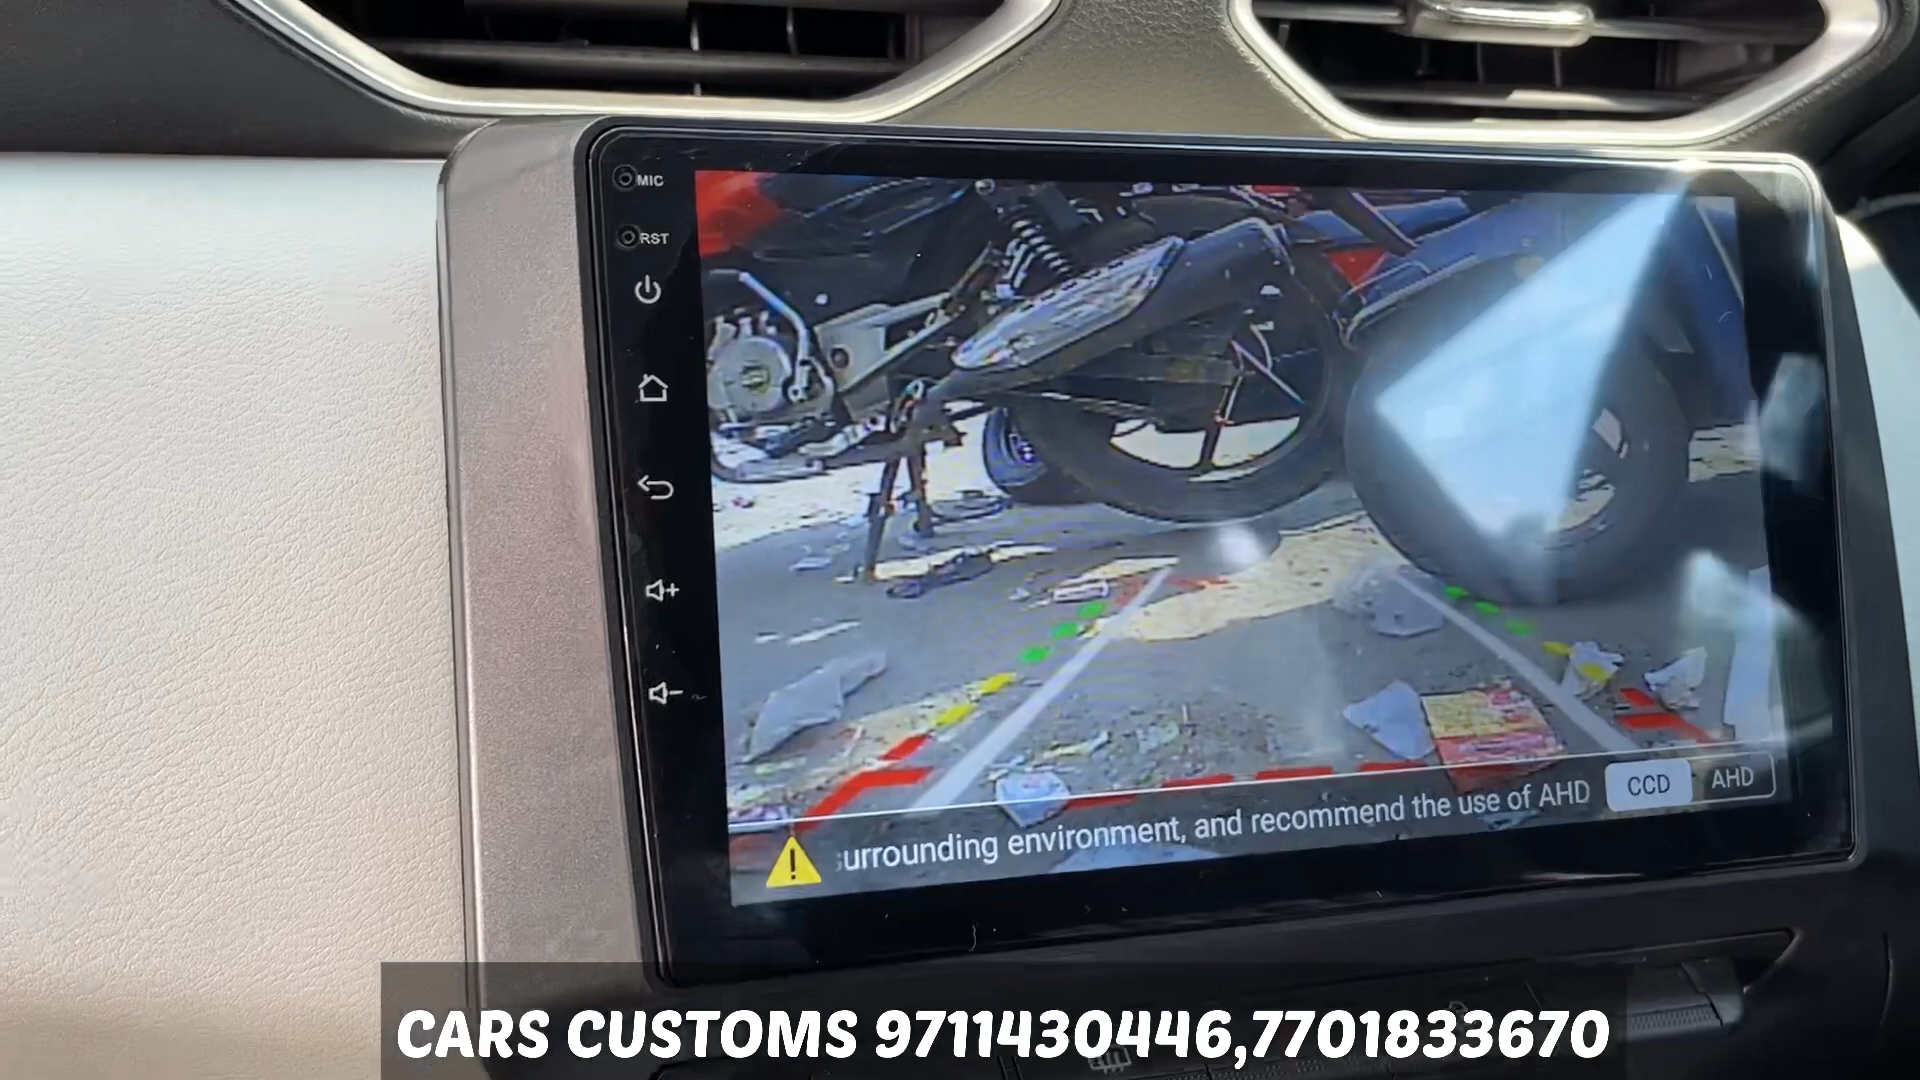 MIC
RST
urrounding environment, and recommend the use of AHD
CCD
AHD
CARS CUSTOMS 9711430446,7701833670